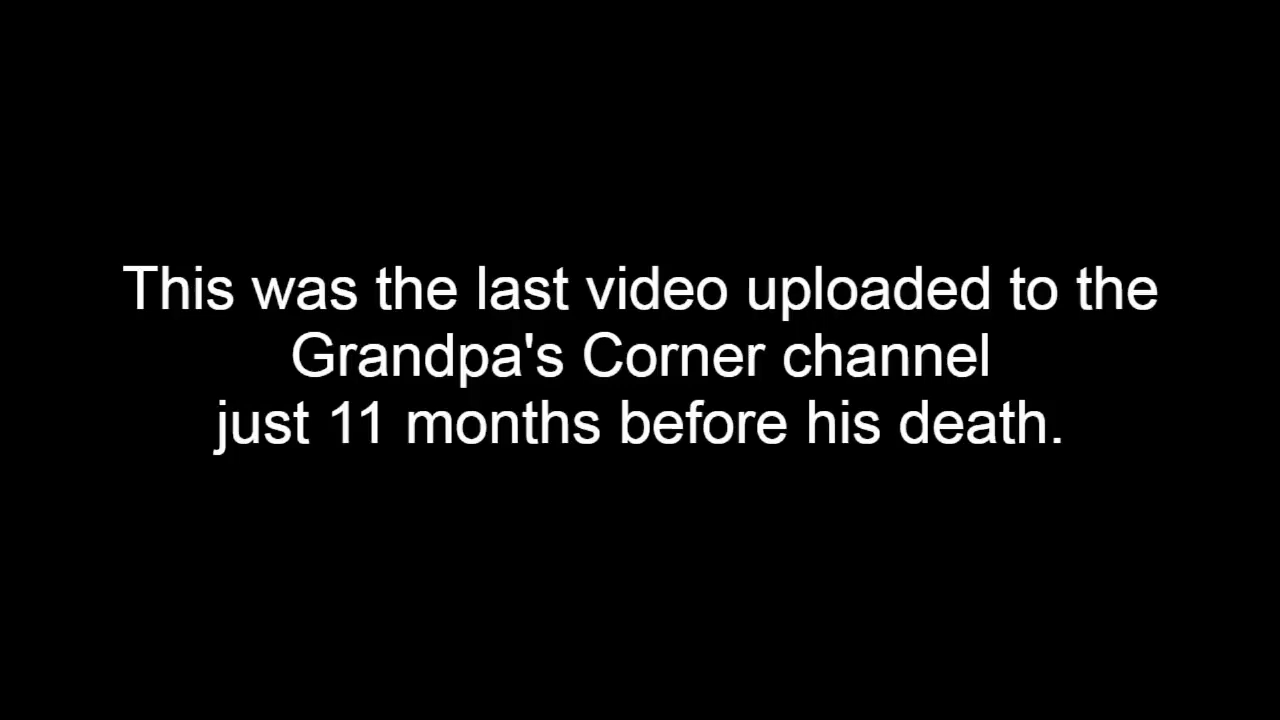 This was the last video uploaded to the
Grandpa's Corner channel
just 11 months before his death.